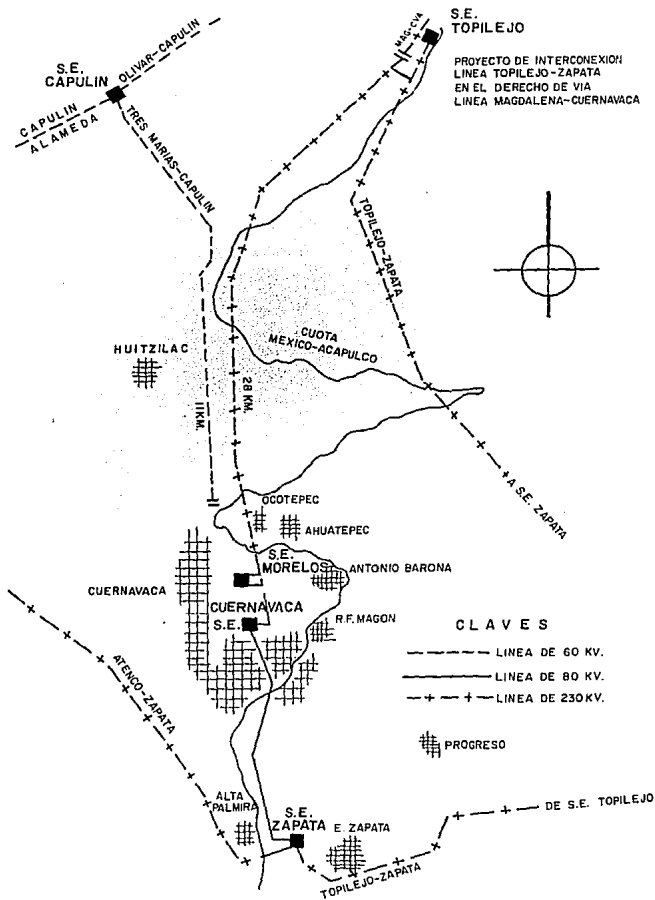 S.E.
TOPILEJO
MAG-CVA
PROYECTO DE INTERCONEXION
LINEA TOPILEJO-ZAPATA
EN EL DERECHO DE VIA
LINEA MAGDALENA-CUERNAVACA
S.E.
CAPULIN
OLIVAR-CAPULIN
CAPULIN
ALAMEDA
TRES MARIAS-CAPULIN
TOPILEJO-ZAPATA
CUOTA
MEXICO-ACAPULCO
HUITZILAC
28 KM.
11KM.
A S.E. ZAPATA
OCOTEPEC
AHUATEPEC
S.E.
MORELOS
ANTONIO BARONA
CUERNAVACA
CUERNAVACA
S.E.
R.F. MAGON
CLAVES
LINEA DE 60 KV.
LINEA DE 80 KV.
LINEA DE 230 KV.
ATENCO-ZAPATA
PROGRESO
ALTA
PALMIRA
S.E.
ZAPATA
E. ZAPATA
DE S.E. TOPILEJO
TOPILEJO-ZAPATA